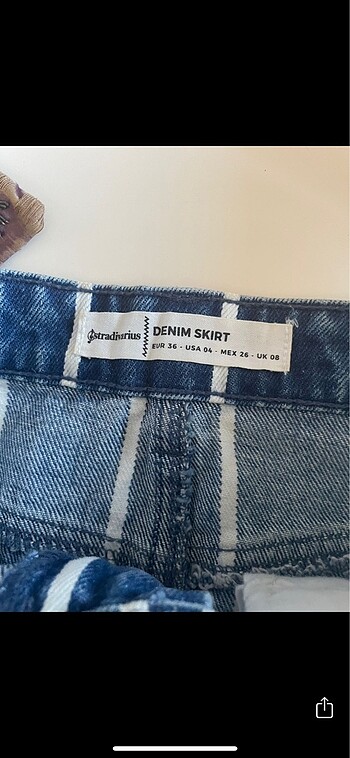 stradivarius
DENIM SKIRT
EUR 36 - USA 04 - MEX 26 - UK 08